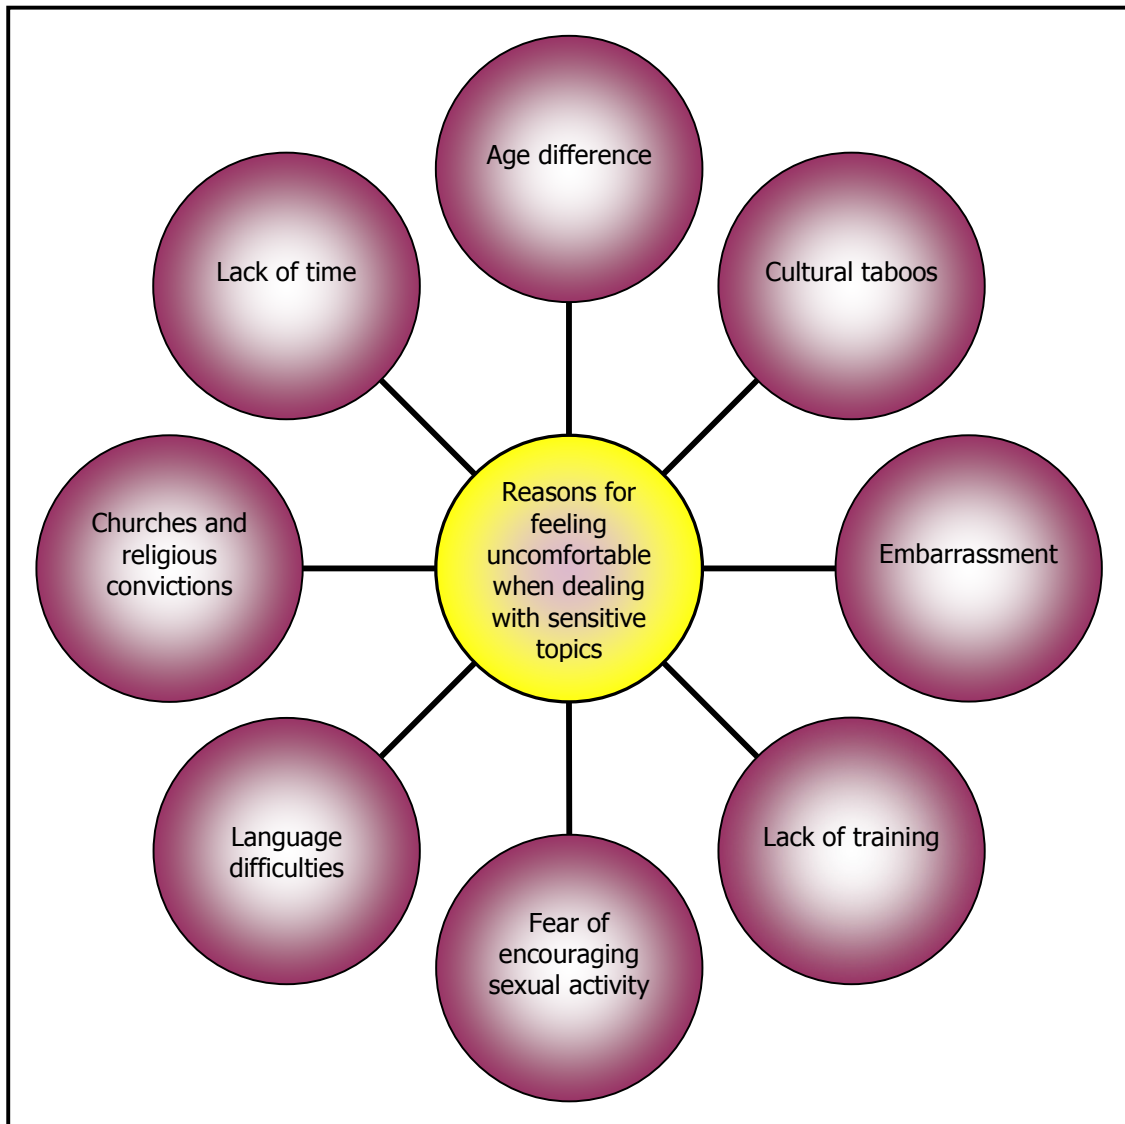 Age difference
Cultural taboos
Embarrassment
Lack of training
Fear of
encouraging
sexual activity
Language
difficulties
Churches and
religious
convictions
Lack of time
Reasons for
feeling
uncomfortable
when dealing
with sensitive
topics